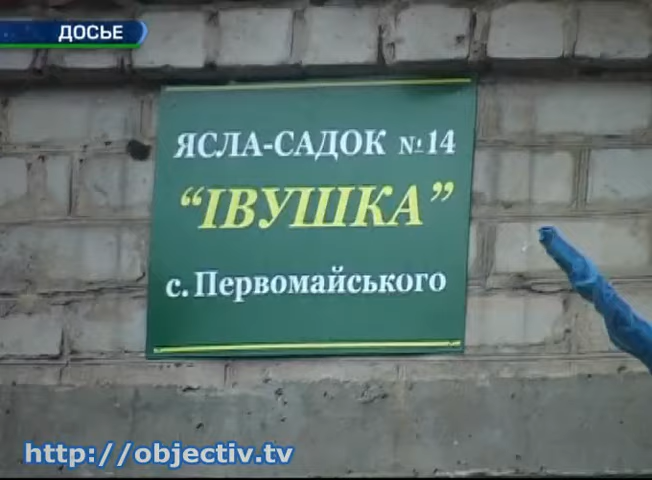 ДОСЬЕ
ЯСЛА-САДОК №14
“ІВУШКА”
с. Первомайського
http://objectiv.tv